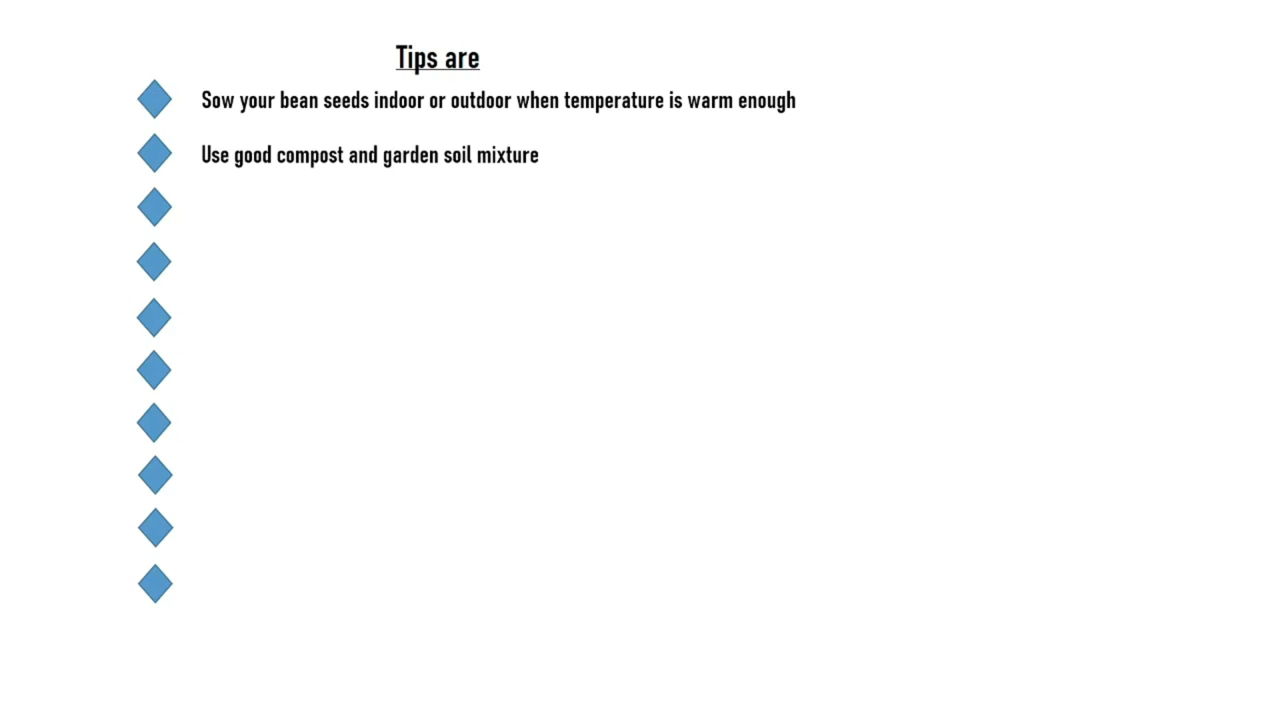 Tips are
Sow your bean seeds indoor or outdoor when temperature is warm enough
Use good compost and garden soil mixture